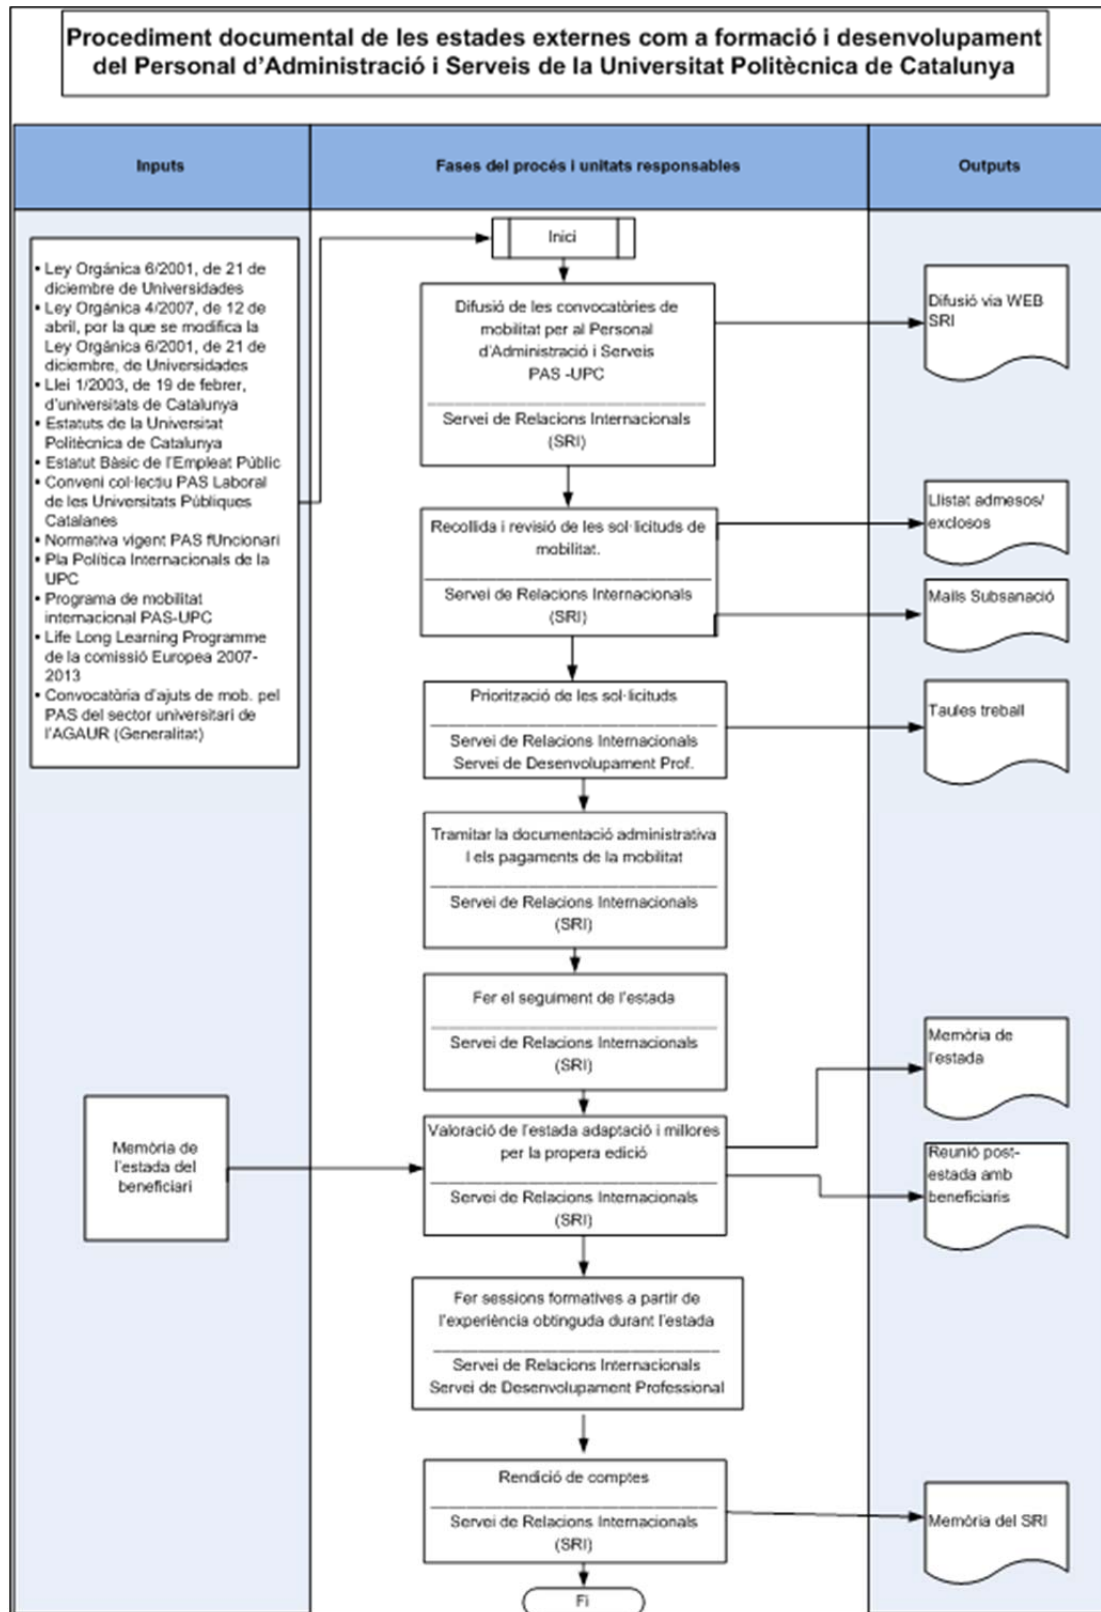 Procediment documental de les estades externes com a formació i desenvolupament
del Personal d'Administració i Serveis de la Universitat Politècnica de Catalunya
Inputs
Fases del procés i unitats responsables
Outputs
• Ley Orgánica 6/2001, de 21 de
diciembre de Universidades
• Ley Orgánica 4/2007, de 12 de
abril, por la que se modifica la
Ley Orgánica 6/2001, de 21 de
diciembre, de Universidades
• Llei 1/2003, de 19 de febrer,
d'universitats de Catalunya
• Estatuts de la Universitat
Politècnica de Catalunya
• Estatut Bàsic de l'Empleat Públic
• Conveni col·lectiu PAS Laboral
de les Universitats Públiques
Catalanes
• Normativa vigent PAS fUncionari
• Pla Política Internacionals de la
UPC
• Programa de mobilitat
internacional PAS-UPC
• Life Long Learning Programme
de la comissió Europea 2007-
2013
• Convocatòria d'ajuts de mob. pel
PAS del sector universitari de
l'AGAUR (Generalitat)
Inici
Difusió de les convocatòries de
mobilitat per al Personal
d'Administració i Serveis
PAS -UPC
Servei de Relacions Internacionals
(SRI)
Difusió via WEB
SRI
Recollida i revisió de les sol·licituds de
mobilitat.
Servei de Relacions Internacionals
(SRI)
Llistat admesos/
exclosos
Mails Subsanació
Priorització de les sol·licituds
Servei de Relacions Internacionals
Servei de Desenvolupament Prof.
Taules treball
Tramitar la documentació administrativa
I els pagaments de la mobilitat
Servei de Relacions Internacionals
(SRI)
Fer el seguiment de l'estada
Servei de Relacions Internacionals
(SRI)
Memòria de
l'estada del
beneficiari
Valoració de l'estada adaptació i millores
per la propera edició
Servei de Relacions Internacionals
(SRI)
Memòria de
l'estada
Reunió post-
estada amb
beneficiaris
Fer sessions formatives a partir de
l'experiència obtinguda durant l'estada
Servei de Relacions Internacionals
Servei de Desenvolupament Professional
Rendició de comptes
Servei de Relacions Internacionals
(SRI)
Memòria del SRI
Fi